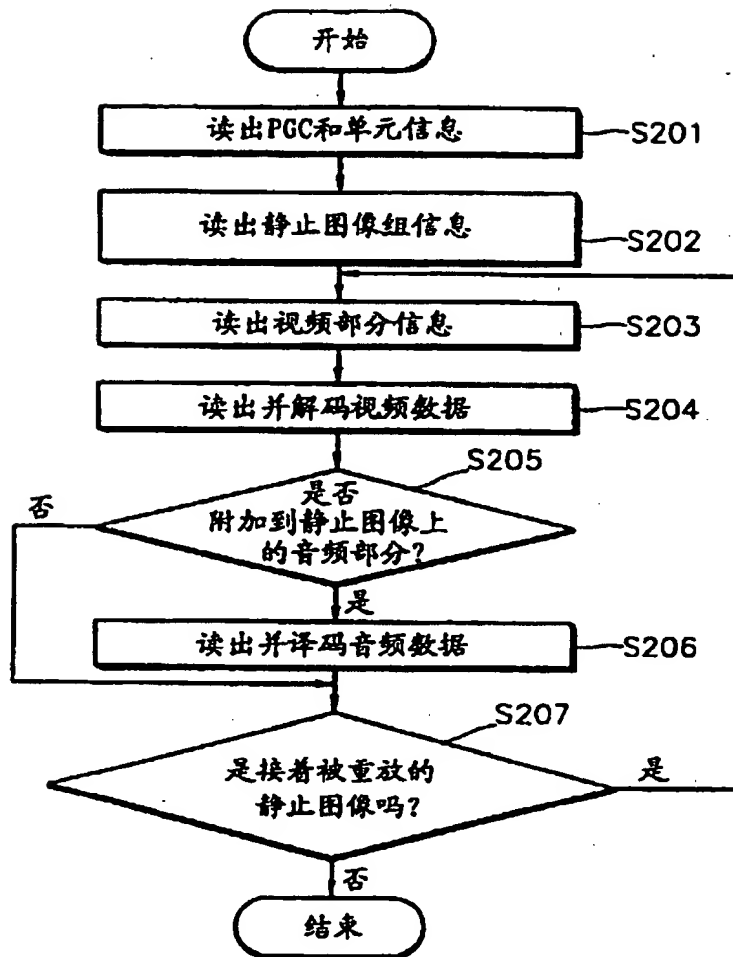 开始
读出PGC和单元信息
S201
读出静止图像组信息
S202
读出视频部分信息
S203
读出并解码视频数据
S204
S205
是否
附加到静止图像上
的音频部分?
否
是
读出并译码音频数据
S206
S207
是接着被重放的
静止图像吗?
是
否
结束